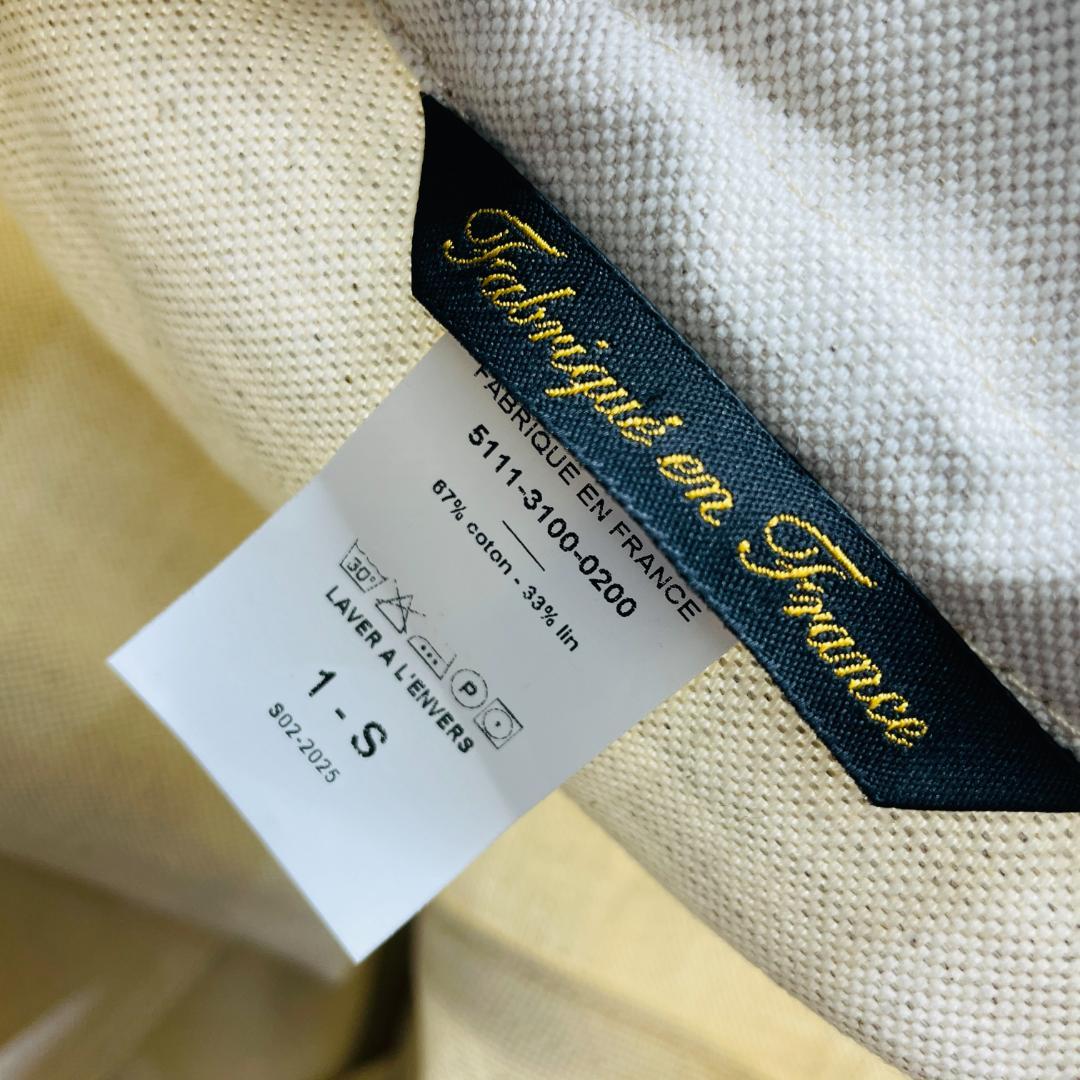 Fabriqué en France
FABRIQUE EN FRANCE
5111-3100-0200
67% coton - 33% lin
30°
P
LAVER A L'ENVERS
1 - S
S02-2025